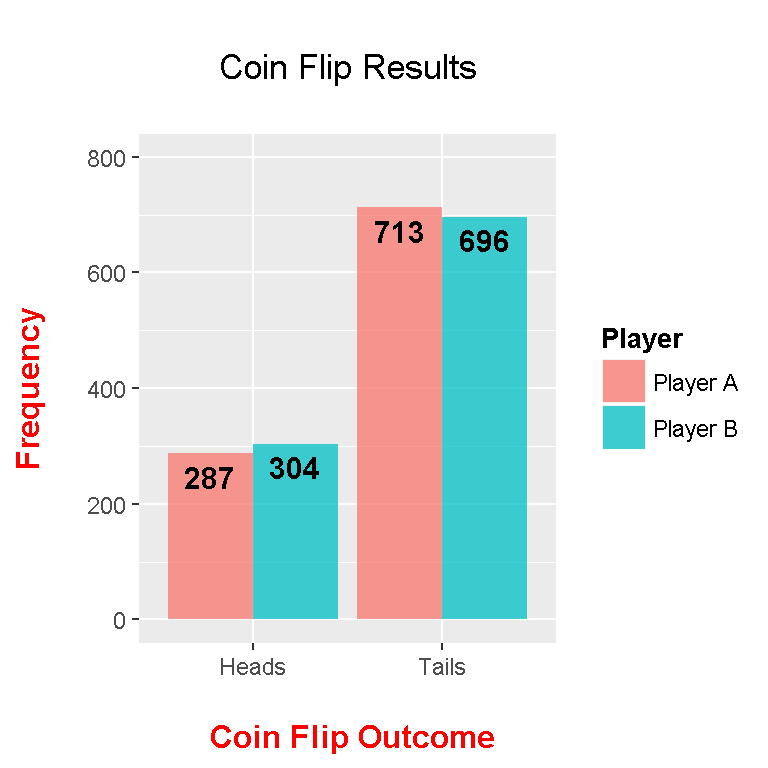 Coin Flip Results
800
600
400
200
0
Frequency
713
696
287
304
Heads
Tails
Coin Flip Outcome
Player
Player A
Player B